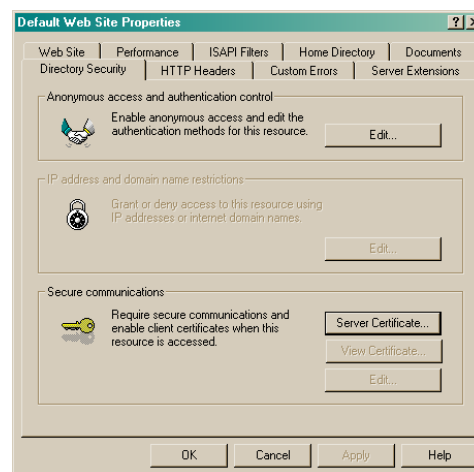 Default Web Site Properties
Web Site Performance ISAPI Filters Home Directory Documents
Directory Security HTTP Headers Custom Errors Server Extensions
Anonymous access and authentication control
Enable anonymous access and edit the
authentication methods for this resource.
Edit...
IP address and domain name restrictions
Grant or deny access to this resource using
IP addresses or internet domain names.
Edit...
Secure communications
Require secure communications and
enable client certificates when this
resource is accessed.
Server Certificate...
View Certificate...
Edit...
OK Cancel Apply Help